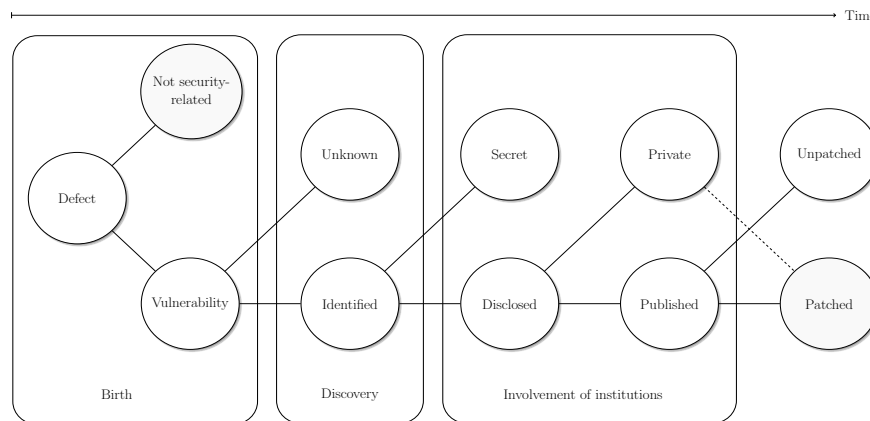 Tim
Not security-
related
Unknown
Secret
Private
Unpatched
Defect
Vulnerability
Identified
Disclosed
Published
Patched
Birth
Discovery
Involvement of institutions